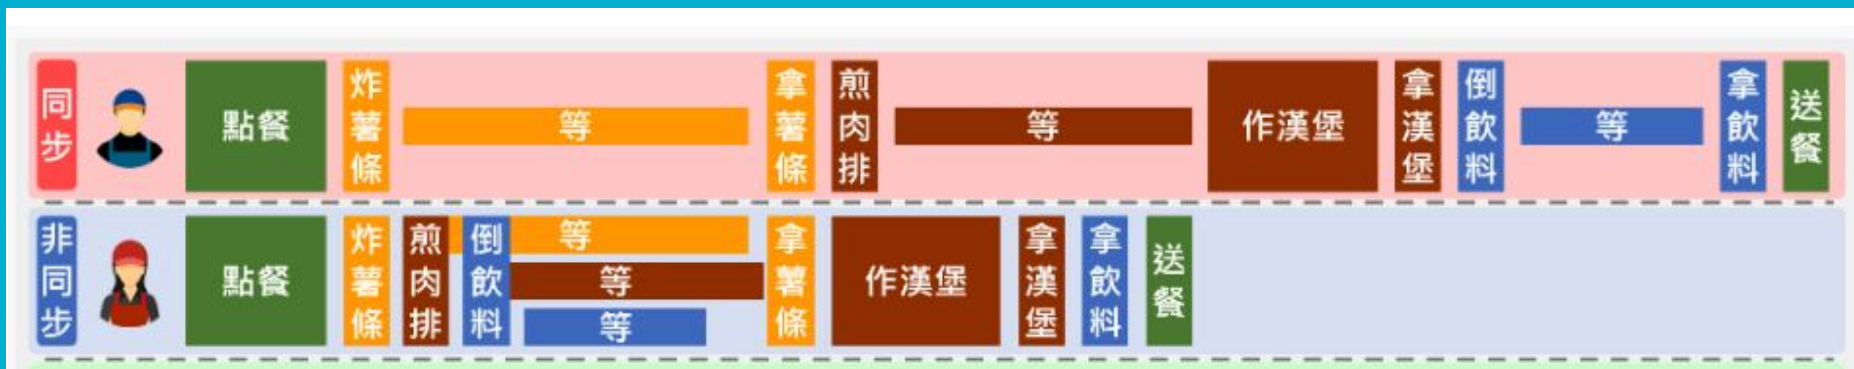 同步
點餐
炸薯條
等
拿薯條
煎肉排
等
作漢堡
拿漢堡
倒飲料
等
拿飲料
送餐
非同步
點餐
炸薯條
煎肉排
倒飲料
等
等
等
拿薯條
作漢堡
拿漢堡
拿飲料
送餐